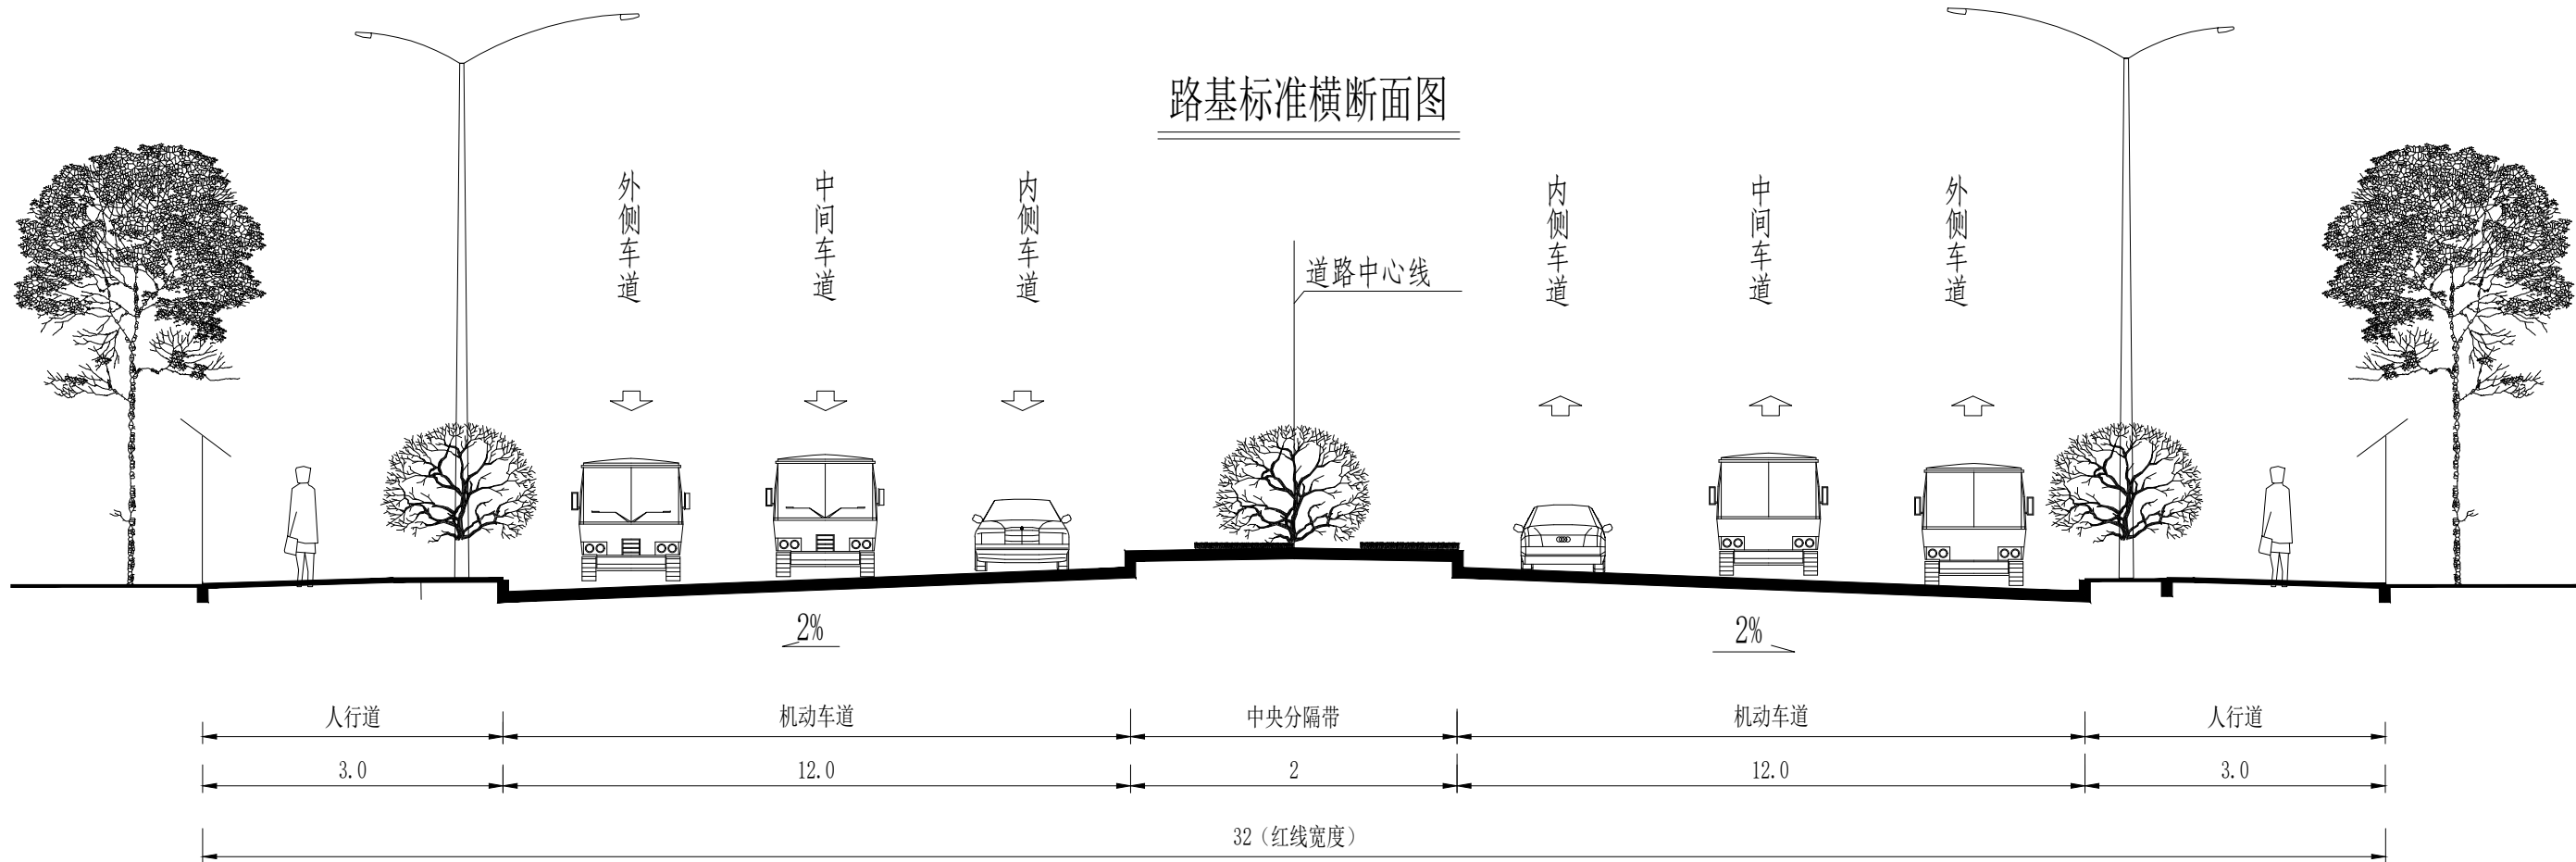 路基标准横断面图
外侧车道
中间车道
内侧车道
内侧车道
中间车道
外侧车道
道路中心线
2%
2%
人行道
机动车道
中央分隔带
机动车道
人行道
3.0
12.0
2
12.0
3.0
32（红线宽度）